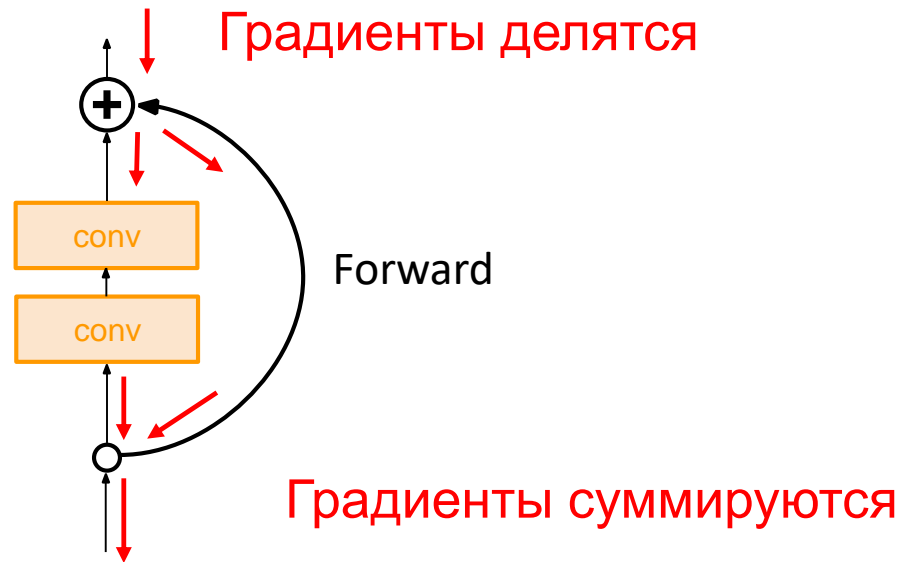 Градиенты делятся
conv
Forward
conv
Градиенты суммируются